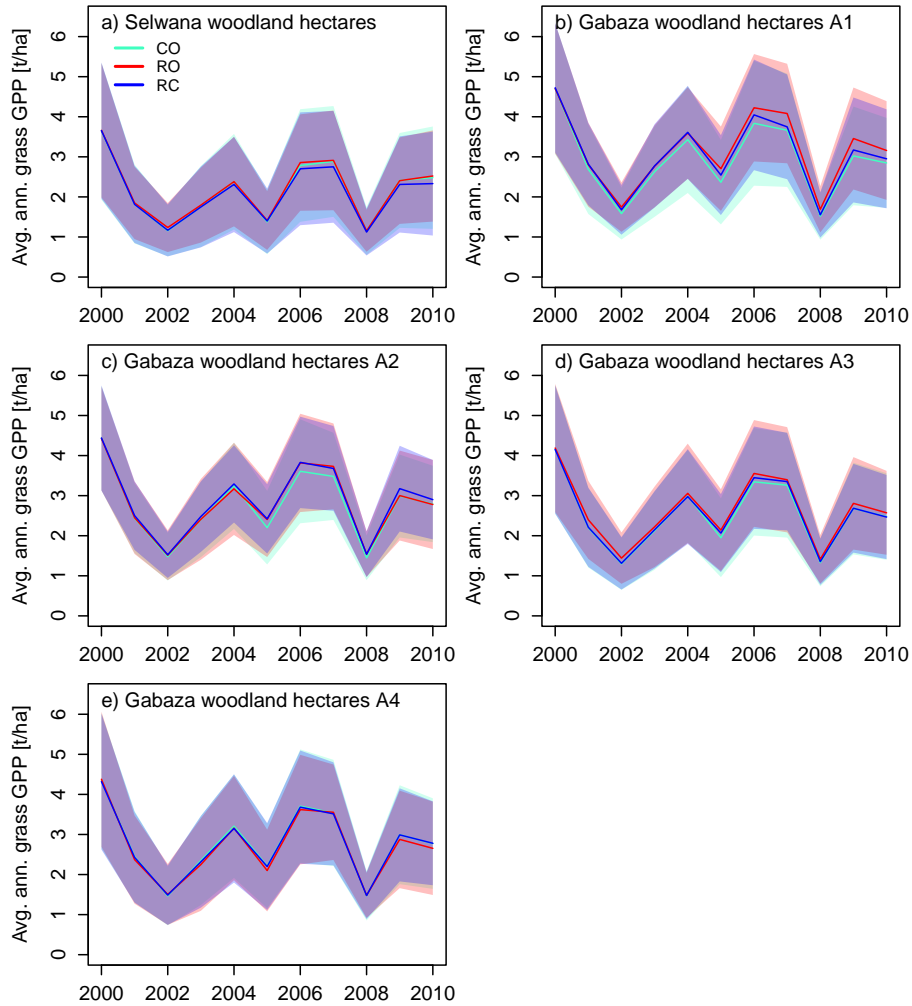 a) Selwana woodland hectares
CO
RO
RC
Avg. ann. grass GPP [t/ha]
6
5
4
3
2
1
0
2000 2002 2004 2006 2008 2010
b) Gabaza woodland hectares A1
Avg. ann. grass GPP [t/ha]
6
5
4
3
2
1
0
2000 2002 2004 2006 2008 2010
c) Gabaza woodland hectares A2
Avg. ann. grass GPP [t/ha]
6
5
4
3
2
1
0
2000 2002 2004 2006 2008 2010
d) Gabaza woodland hectares A3
Avg. ann. grass GPP [t/ha]
6
5
4
3
2
1
0
2000 2002 2004 2006 2008 2010
e) Gabaza woodland hectares A4
Avg. ann. grass GPP [t/ha]
6
5
4
3
2
1
0
2000 2002 2004 2006 2008 2010